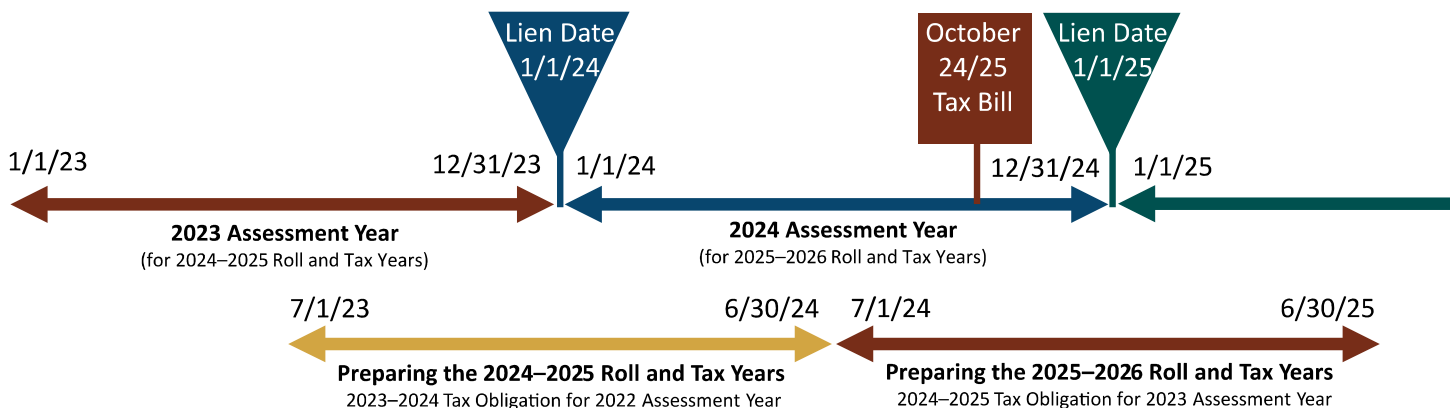 Lien Date
1/1/24
October
24/25
Tax Bill
Lien Date
1/1/25
1/1/23
12/31/23
1/1/24
12/31/24
1/1/25
2023 Assessment Year
(for 2024–2025 Roll and Tax Years)
2024 Assessment Year
(for 2025–2026 Roll and Tax Years)
7/1/23
6/30/24
7/1/24
6/30/25
Preparing the 2024–2025 Roll and Tax Years
2023–2024 Tax Obligation for 2022 Assessment Year
Preparing the 2025–2026 Roll and Tax Years
2024–2025 Tax Obligation for 2023 Assessment Year